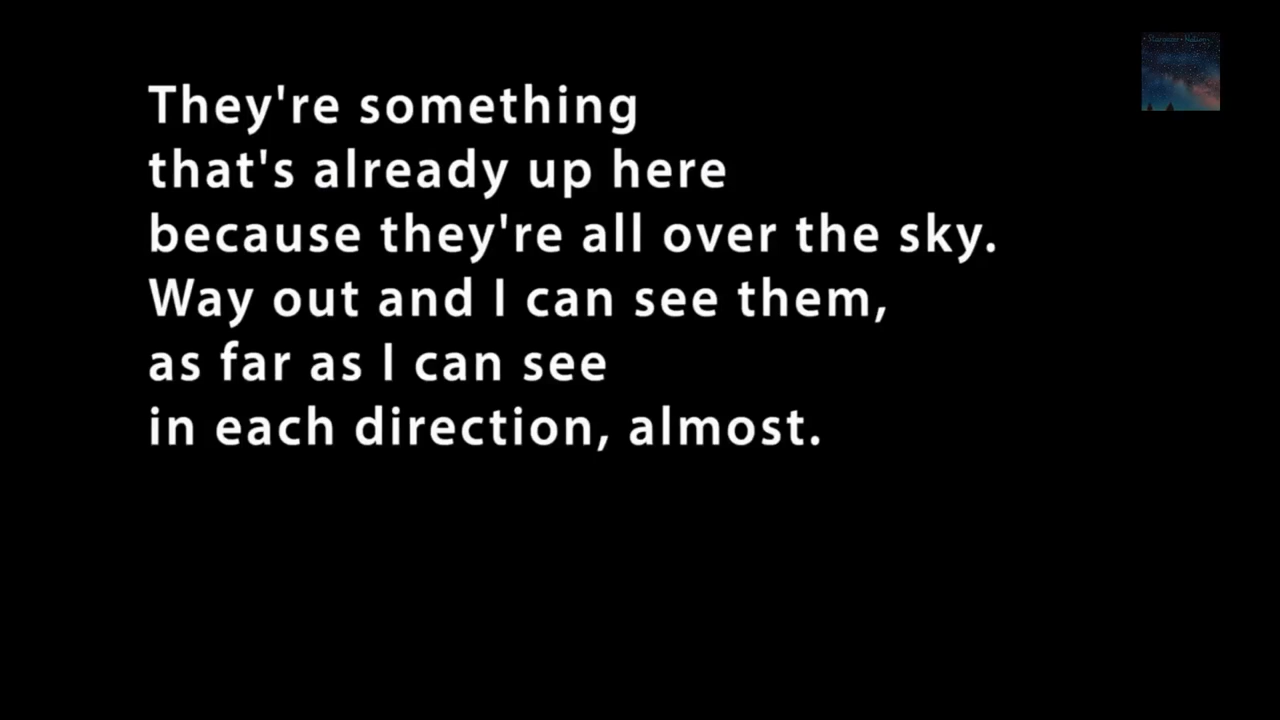 They're something
that's already up here
because they're all over the sky.
Way out and I can see them,
as far as I can see
in each direction, almost.